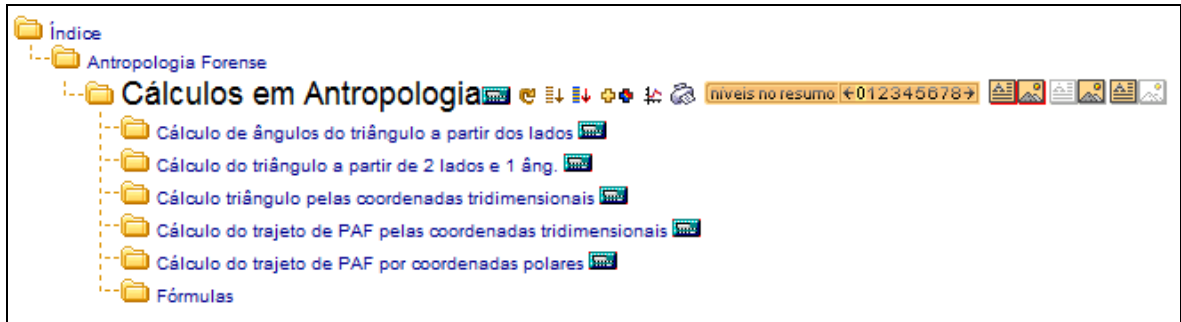 Índice
Antropologia Forense
Cálculos em Antropologia níveis no resumo ←012345678→
Cálculo de ângulos do triângulo a partir dos lados
Cálculo do triângulo a partir de 2 lados e 1 âng.
Cálculo triângulo pelas coordenadas tridimensionais
Cálculo do trajeto de PAF pelas coordenadas tridimensionais
Cálculo do trajeto de PAF por coordenadas polares
Fórmulas